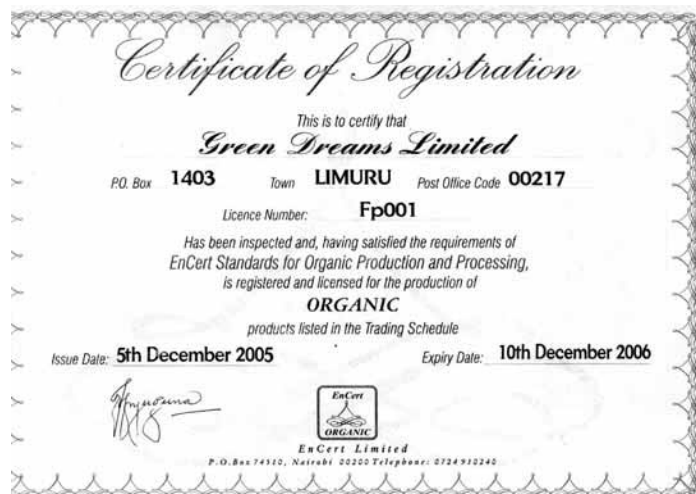 Certificate of Registration
This is to certify that
Green Dreams Limited
P.O. Box 1403 Town LIMURU Post Office Code 00217
Licence Number: Fp001
Has been inspected and, having satisfied the requirements of
EnCert Standards for Organic Production and Processing,
is registered and licensed for the production of
ORGANIC
products listed in the Trading Schedule
Issue Date: 5th December 2005 Expiry Date: 10th December 2006
EnCert
ORGANIC
EnCert Limited
P.O.Box 74510, Nairobi 00200 Telephone: 0724 910240